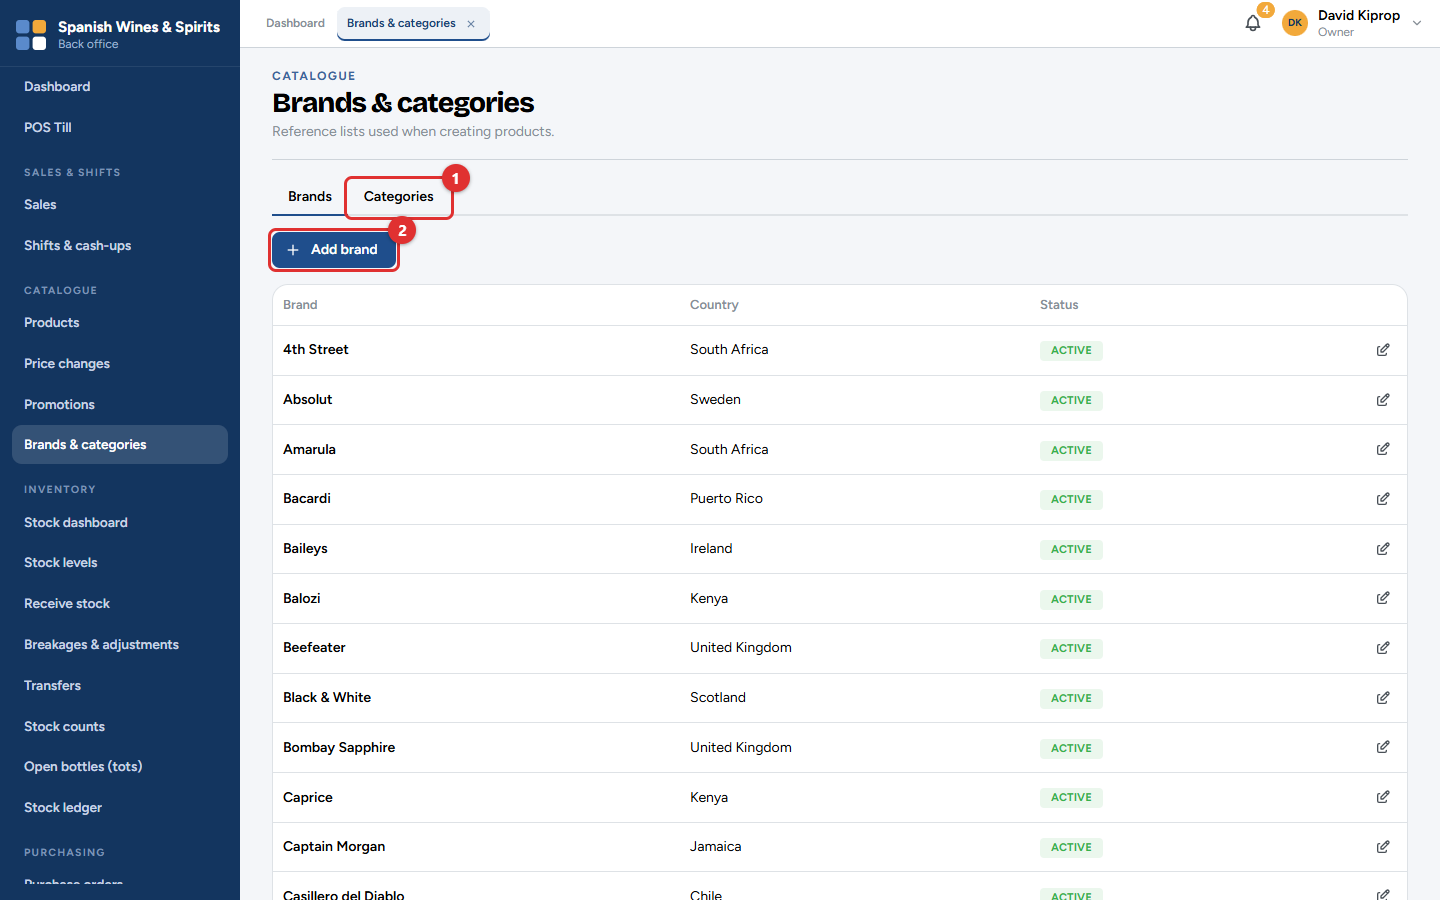 Spanish Wines & Spirits
Back office
Dashboard
POS Till
SALES & SHIFTS
Sales
Shifts & cash-ups
CATALOGUE
Products
Price changes
Promotions
Brands & categories
INVENTORY
Stock dashboard
Stock levels
Receive stock
Breakages & adjustments
Transfers
Stock counts
Open bottles (tots)
Stock ledger
PURCHASING
Purchase orders
Dashboard
Brands & categories
4
DK
David Kiprop
Owner
CATALOGUE
Brands & categories
Reference lists used when creating products.
Brands
Categories
1
2
Add brand
Brand Country Status
4th Street South Africa ACTIVE
Absolut Sweden ACTIVE
Amarula South Africa ACTIVE
Bacardi Puerto Rico ACTIVE
Baileys Ireland ACTIVE
Balozi Kenya ACTIVE
Beefeater United Kingdom ACTIVE
Black & White Scotland ACTIVE
Bombay Sapphire United Kingdom ACTIVE
Caprice Kenya ACTIVE
Captain Morgan Jamaica ACTIVE
Casillero del Diablo Chile ACTIVE